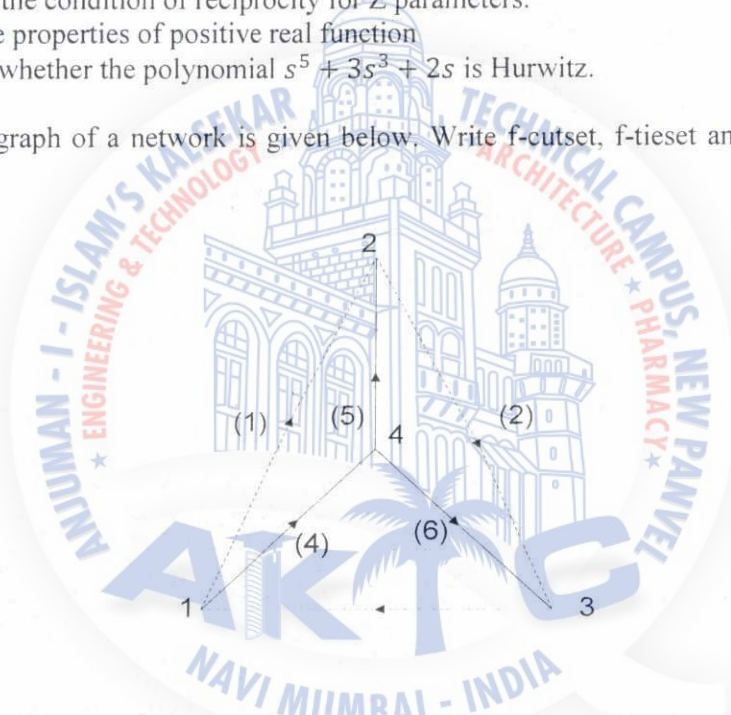 the condition of reciprocity for Z parameters.
properties of positive real function
whether the polynomial s⁵ + 3s³ + 2s is Hurwitz.
graph of a network is given below. Write f-cutset, f-tieset
ANJUMAN - I - ISLAM'S KALSEKAR TECHNICAL CAMPUS, NEW PANVEL
★ ENGINEERING & TECHNOLOGY ARCHITECTURE ★ PHARMACY ★
2
(1) (5) 4 (2)
(4) (6)
1 3
AKTC
NAVI MUMBAI - INDIA